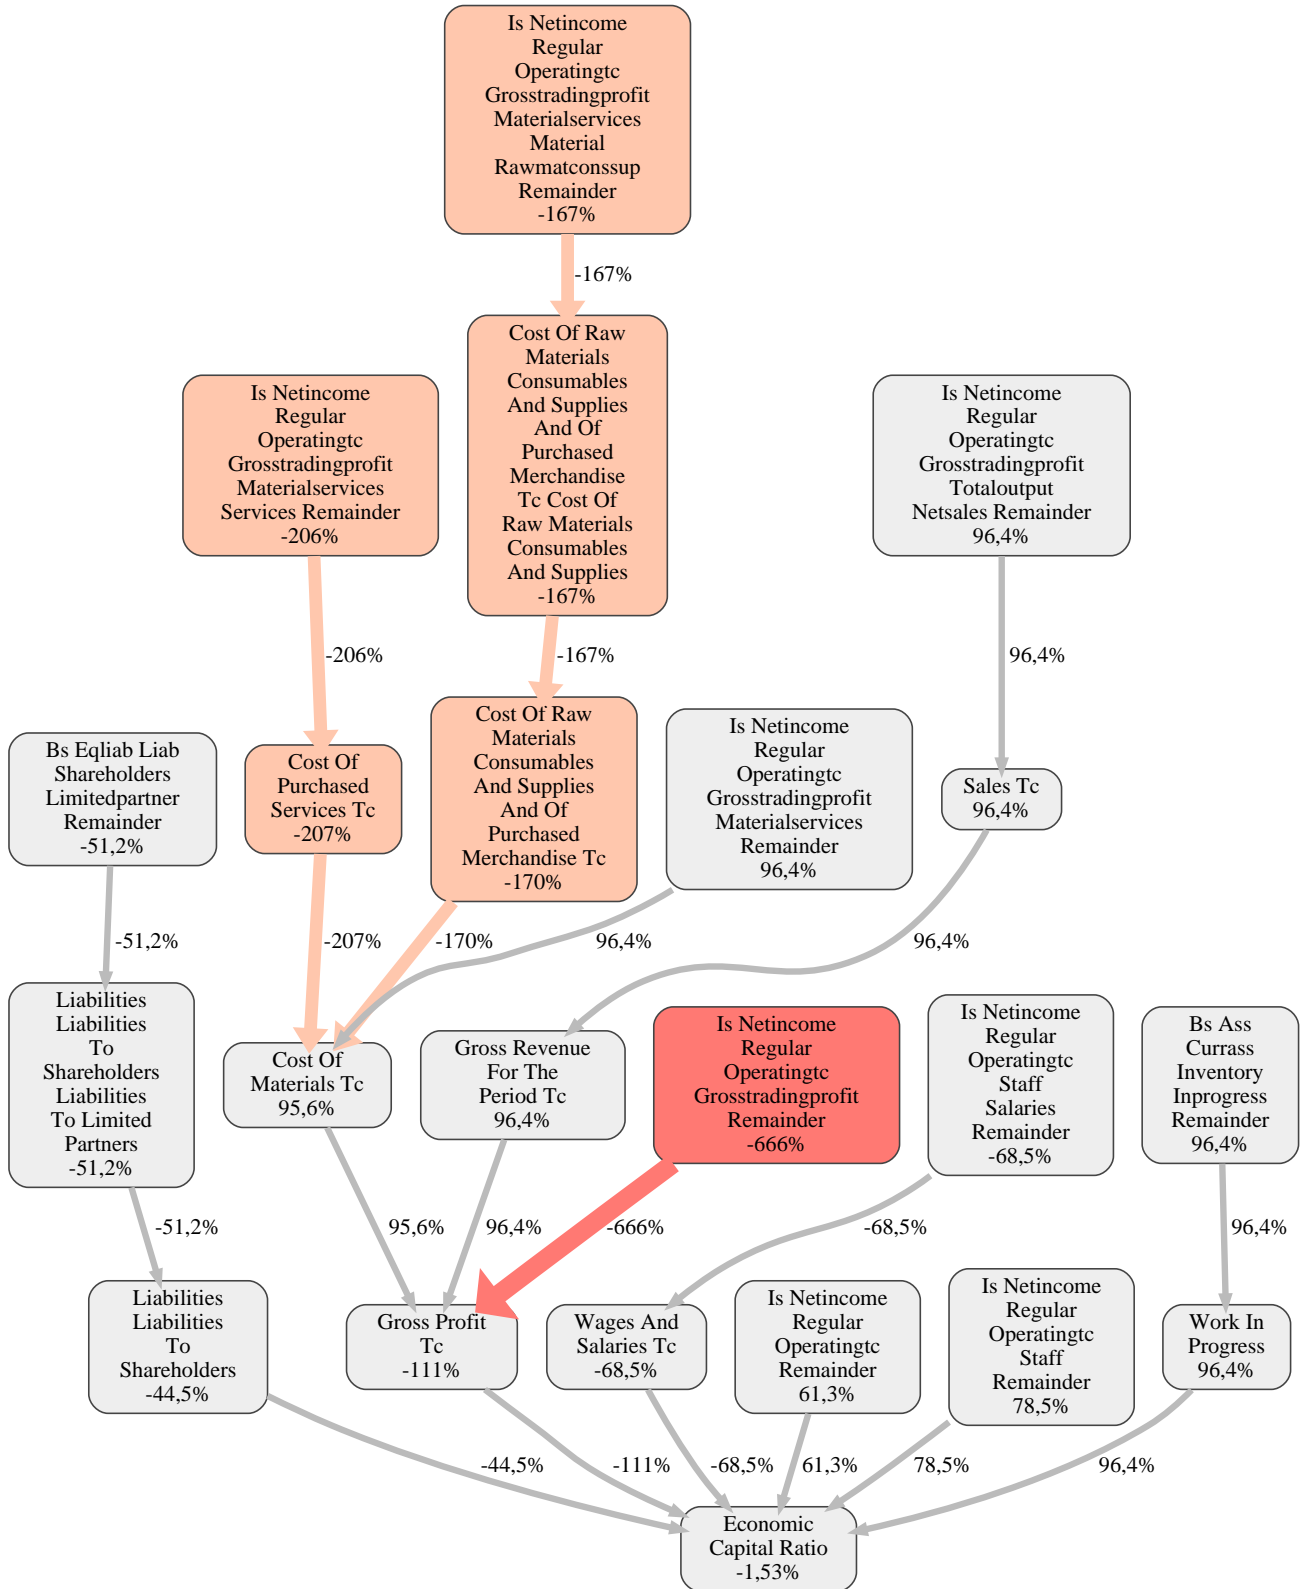 Is Netincome
Regular
Operatingtc
Grosstradingprofit
Materialservices
Material
Rawmatconssup
Remainder
-167%
-167%
Cost Of Raw
Materials
Consumables
And Supplies
And Of
Purchased
Merchandise
Tc Cost Of
Raw Materials
Consumables
And Supplies
-167%
Is Netincome
Regular
Operatingtc
Grosstradingprofit
Materialservices
Services Remainder
-206%
Is Netincome
Regular
Operatingtc
Grosstradingprofit
Totaloutput
Netsales Remainder
96,4%
-206%
-167%
96,4%
Bs Eqliab Liab
Shareholders
Limitedpartner
Remainder
-51,2%
Cost Of
Purchased
Services Tc
-207%
Cost Of Raw
Materials
Consumables
And Supplies
And Of
Purchased
Merchandise Tc
-170%
Is Netincome
Regular
Operatingtc
Grosstradingprofit
Materialservices
Remainder
96,4%
Sales Tc
96,4%
-51,2%
-207%
-170%
96,4%
96,4%
Liabilities
Liabilities
To
Shareholders
Liabilities
To Limited
Partners
-51,2%
Cost Of
Materials Tc
95,6%
Gross Revenue
For The
Period Tc
96,4%
Is Netincome
Regular
Operatingtc
Grosstradingprofit
Remainder
-666%
Is Netincome
Regular
Operatingtc
Staff
Salaries
Remainder
-68,5%
Bs Ass
Currass
Inventory
Inprogress
Remainder
96,4%
-51,2%
95,6%
96,4%
-666%
-68,5%
96,4%
Liabilities
Liabilities
To
Shareholders
-44,5%
Gross Profit
Tc
-111%
Wages And
Salaries Tc
-68,5%
Is Netincome
Regular
Operatingtc
Remainder
61,3%
Is Netincome
Regular
Operatingtc
Staff
Remainder
78,5%
Work In
Progress
96,4%
-44,5%
-111%
-68,5%
61,3%
78,5%
96,4%
Economic
Capital Ratio
-1,53%